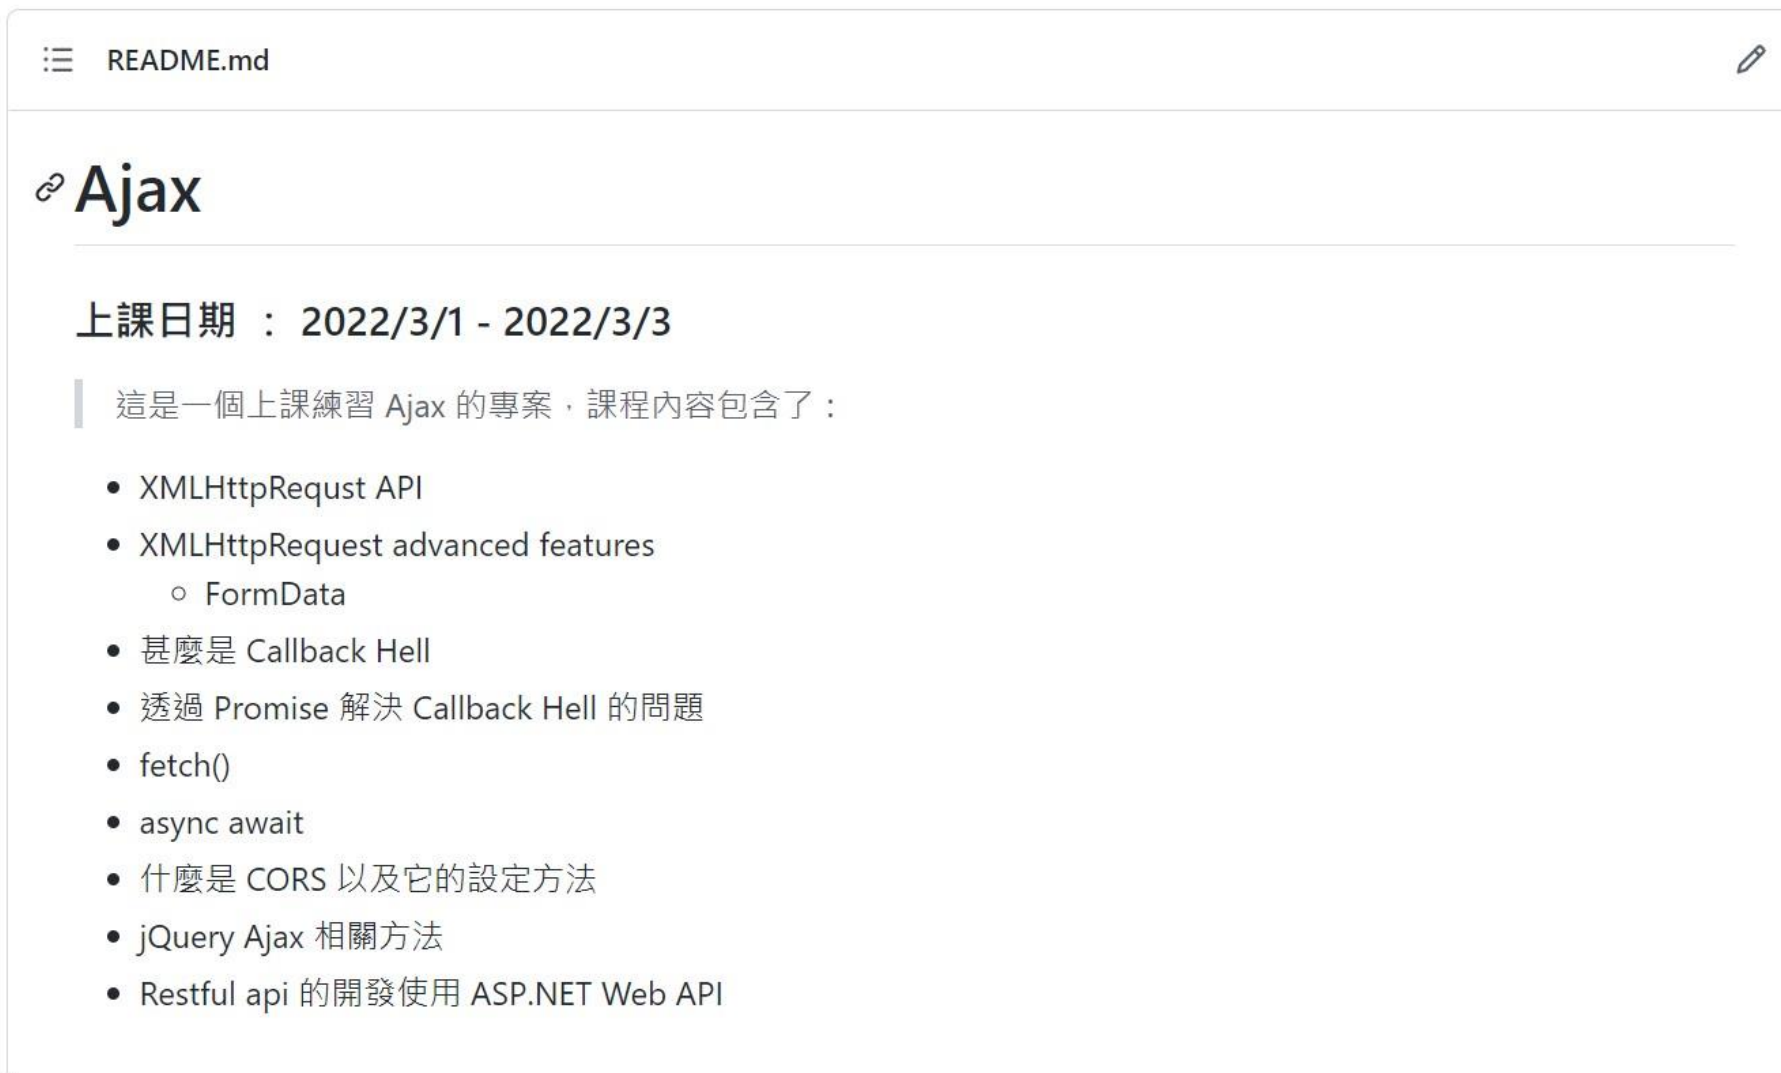 README.md
Ajax
上課日期 ： 2022/3/1 - 2022/3/3
這是一個上課練習 Ajax 的專案，課程內容包含了：
XMLHttpRequst API
XMLHttpRequest advanced features
FormData
甚麼是 Callback Hell
透過 Promise 解決 Callback Hell 的問題
fetch()
async await
什麼是 CORS 以及它的設定方法
jQuery Ajax 相關方法
Restful api 的開發使用 ASP.NET Web API